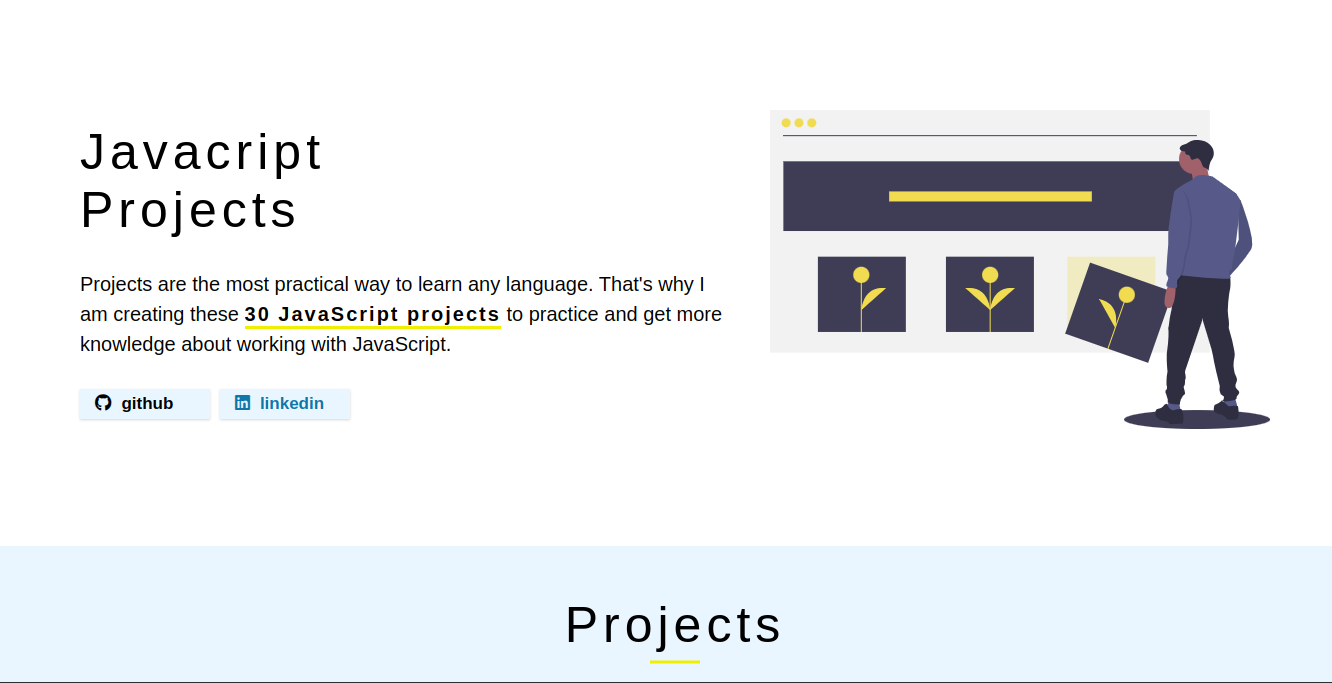 Javacript
Projects
Projects are the most practical way to learn any language. That's why I
am creating these 30 JavaScript projects to practice and get more
knowledge about working with JavaScript.
github
linkedin
Projects